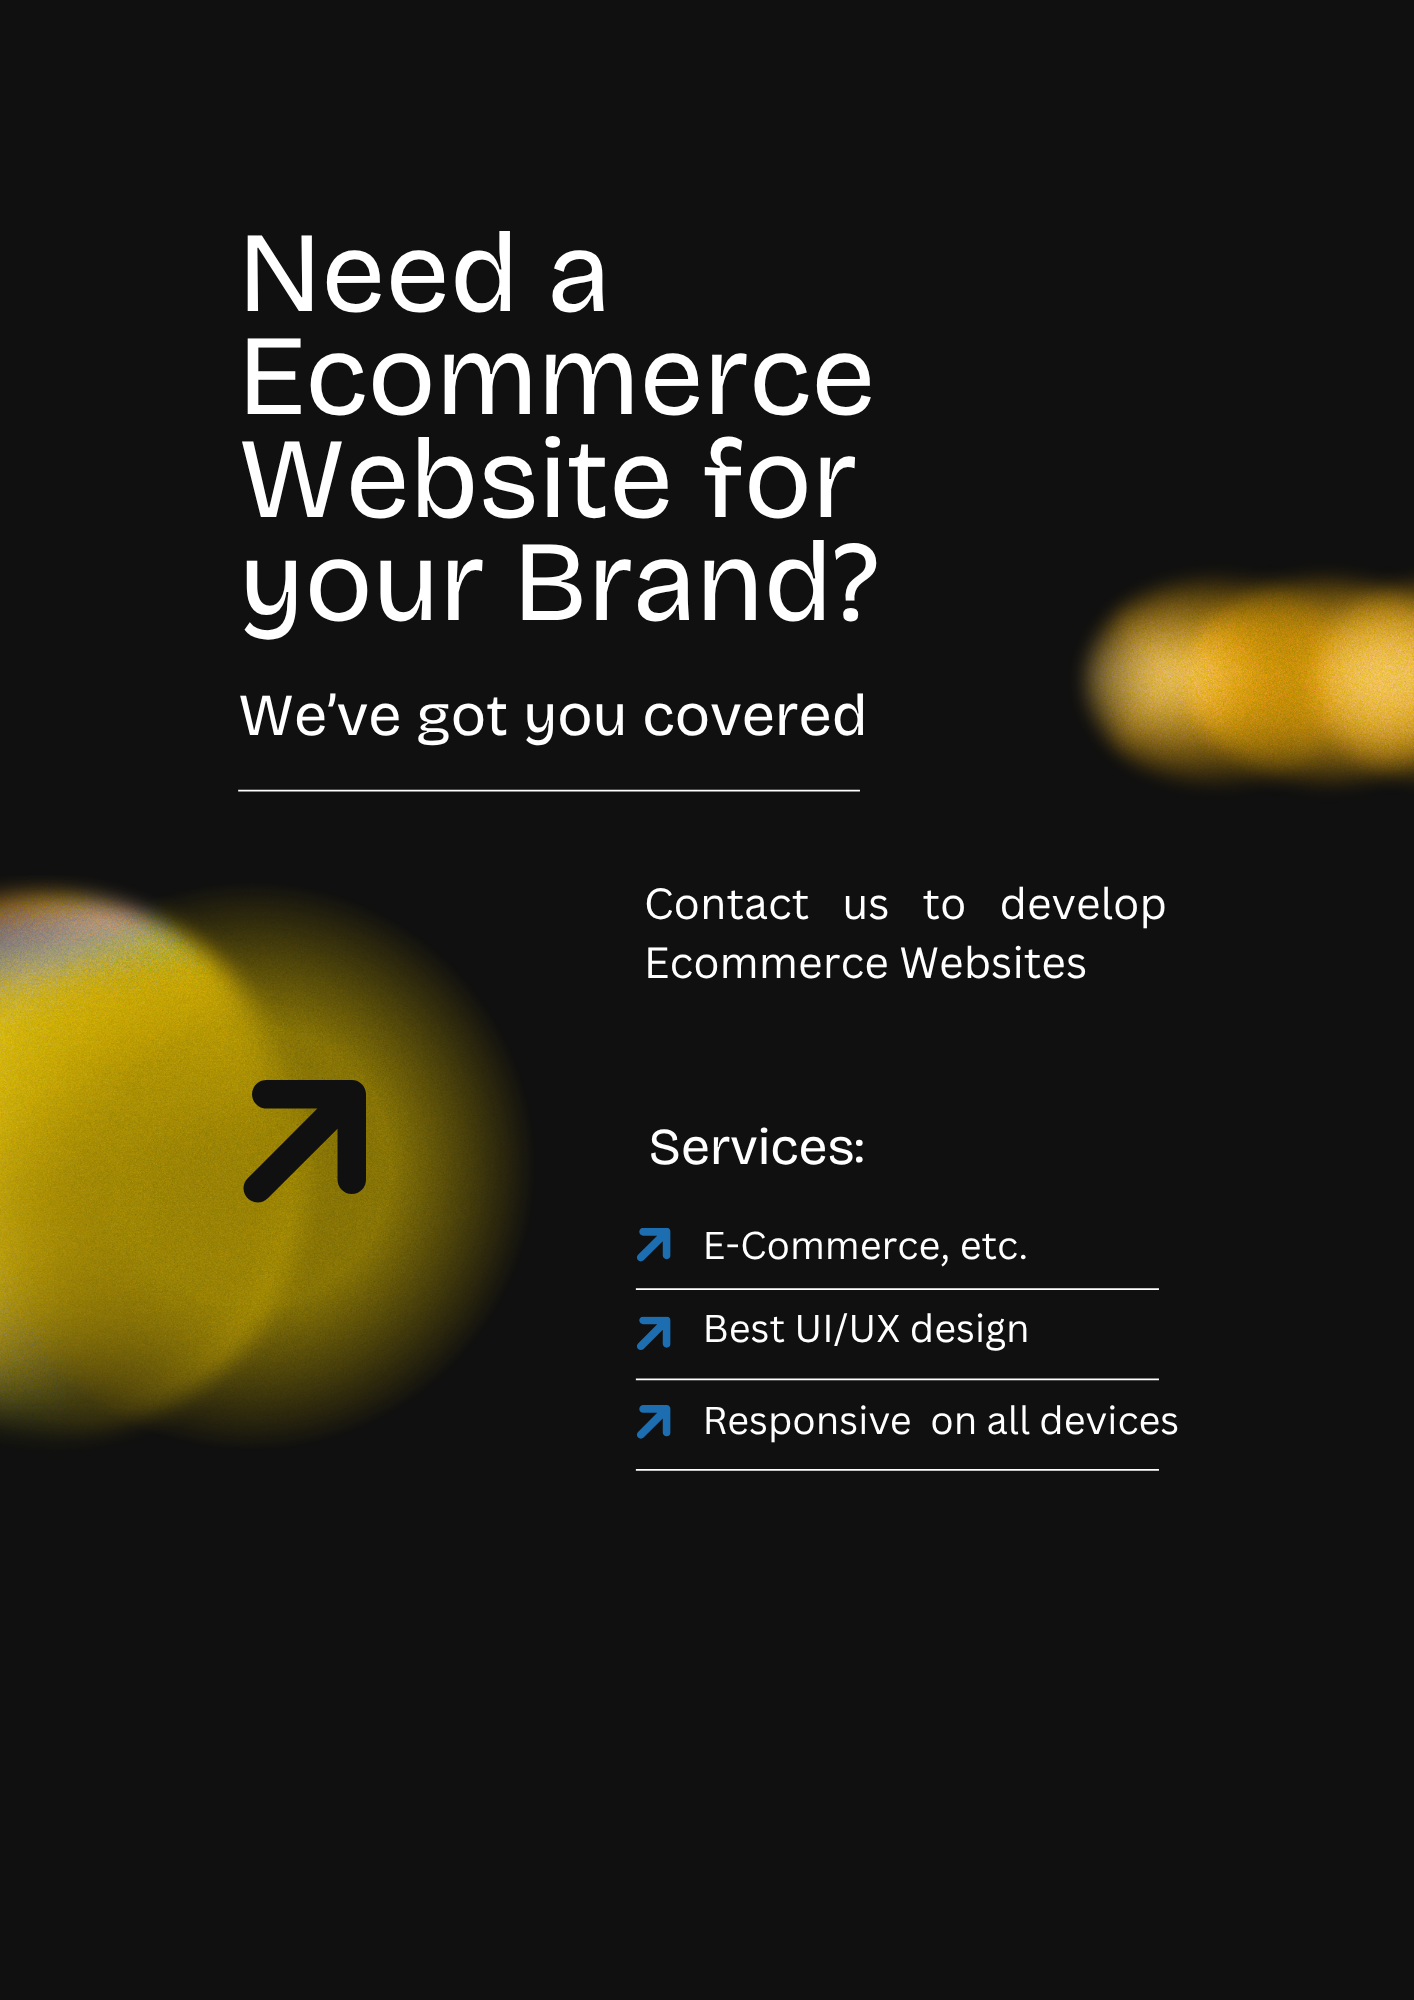 Need a
Ecommerce
Website for
your Brand?
We’ve got you covered
Contact us to develop
Ecommerce Websites
Services:
E-Commerce, etc.
Best UI/UX design
Responsive  on all devices